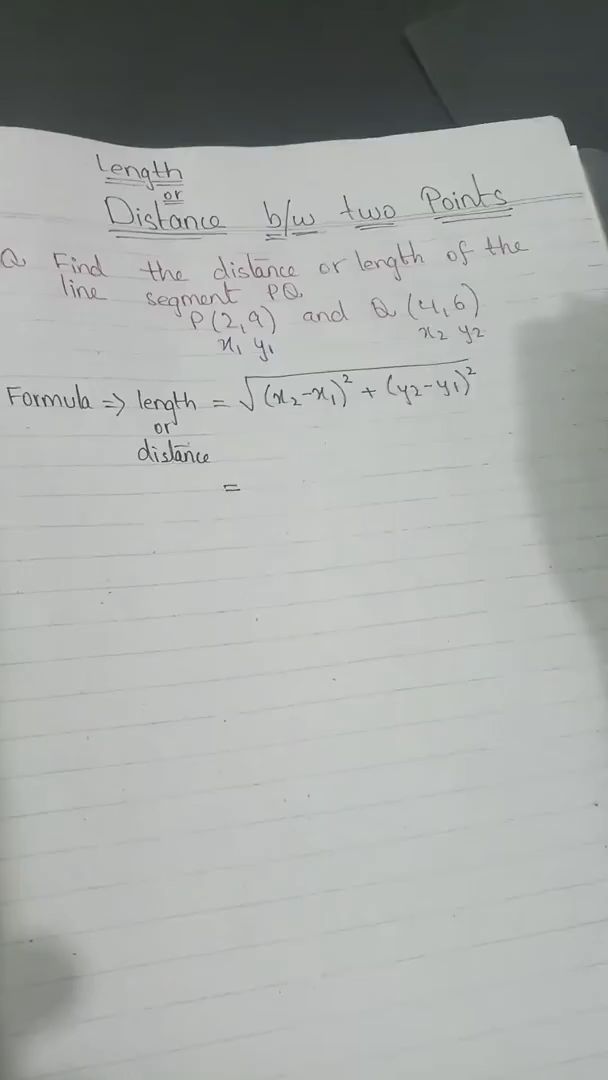 Length
or
Distance b/w two Points
Q Find the distance or length of the
line segment PQ
P(2,9) and Q (4,6)
x₁ y₁ x₂ y₂
Formula => length = √(x₂-x₁)² + (y₂-y₁)²
or
distance
=